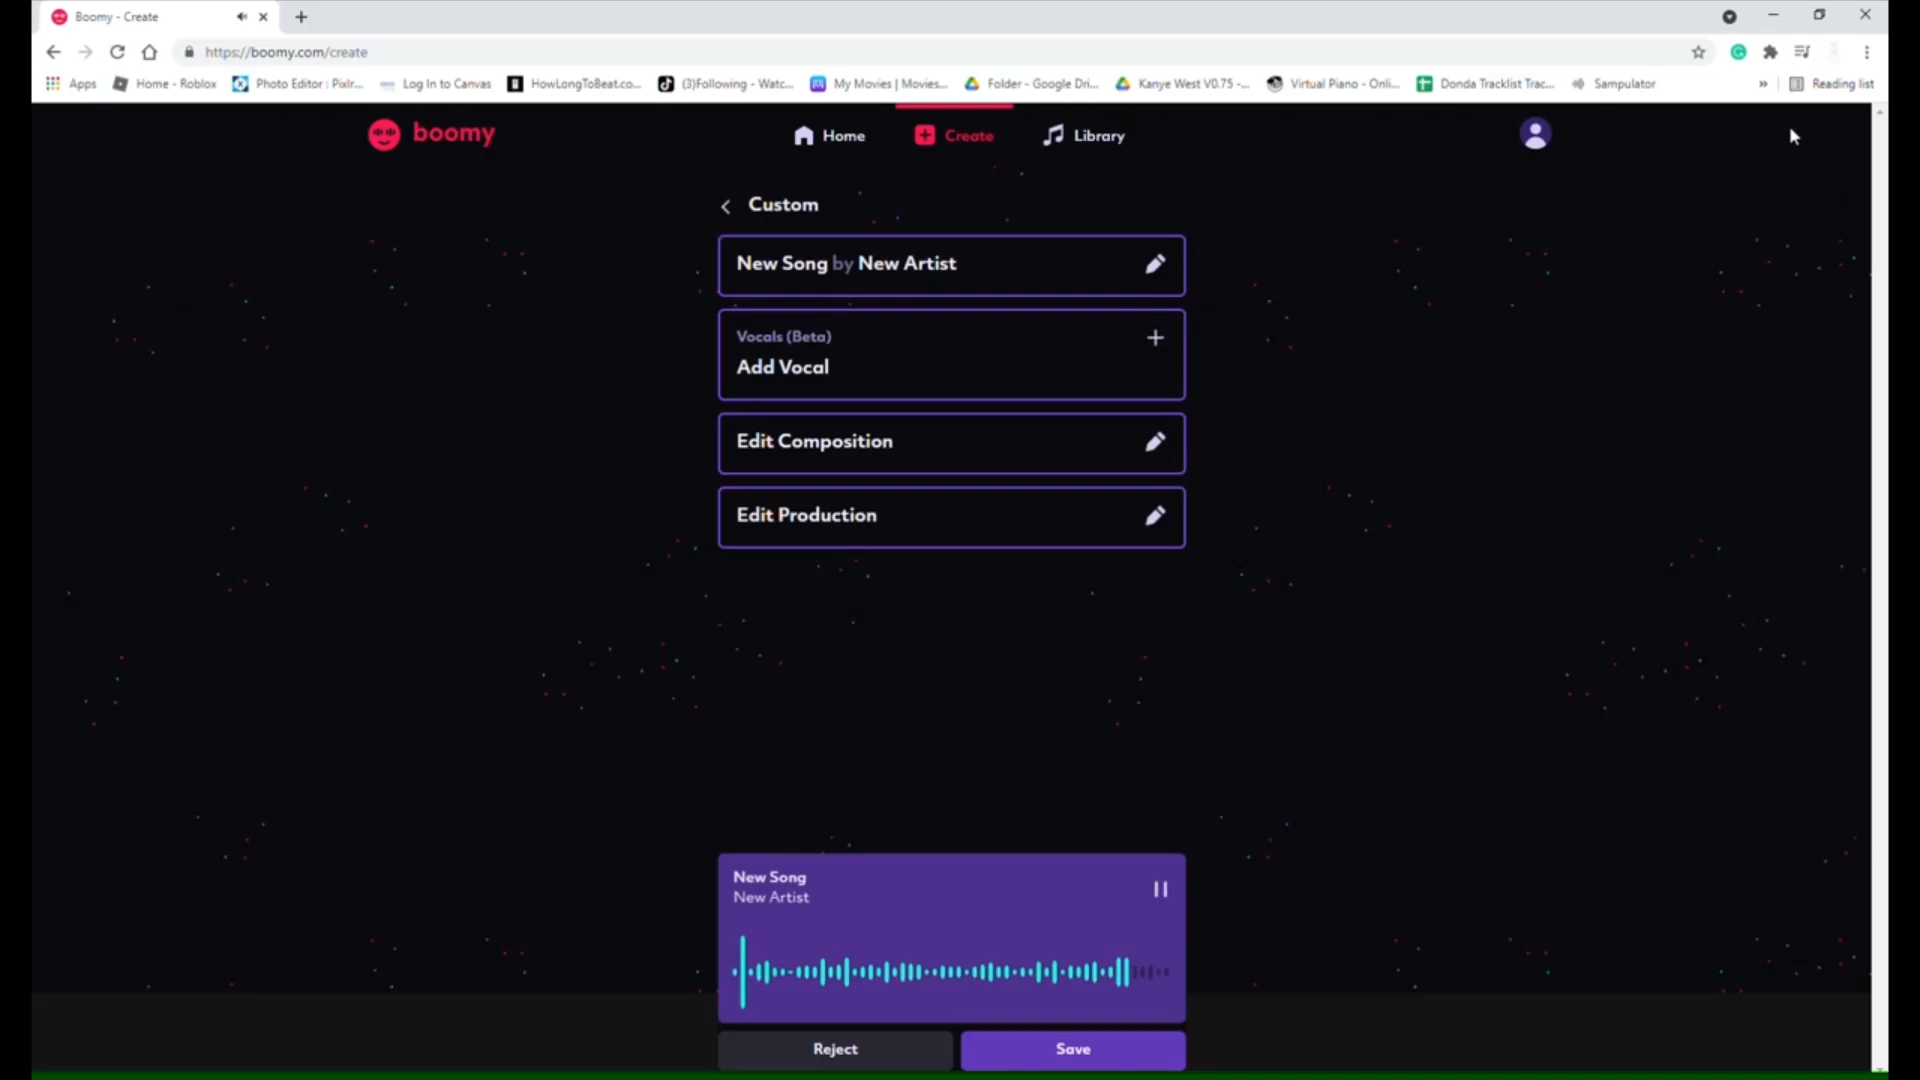 Boomy - Create
https://boomy.com/create
Apps Home - Roblox Photo Editor : Pixlr... Log In to Canvas HowLongToBeat.co... (3)Following - Watc... My Movies | Movies... Folder - Google Dri... Kanye West V0.75 -... Virtual Piano - Onli... Donda Tracklist Trac... Sampulator » Reading list
boomy Home Create Library
Custom
New Song by New Artist
Vocals (Beta)
Add Vocal
Edit Composition
Edit Production
New Song
New Artist
Reject Save